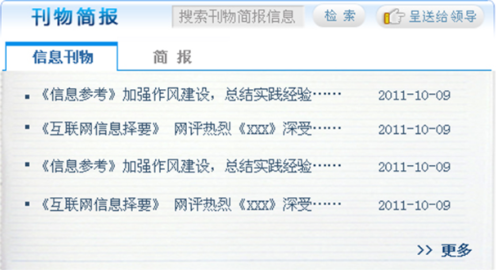 刊物简报 搜索刊物简报信息 检索 呈送给领导
信息刊物 简报
《信息参考》加强作风建设，总结实践经验…… 2011-10-09
《互联网信息择要》 网评热烈《XXX》深受…… 2011-10-09
《信息参考》加强作风建设，总结实践经验…… 2011-10-09
《互联网信息择要》 网评热烈《XXX》深受…… 2011-10-09
>> 更多